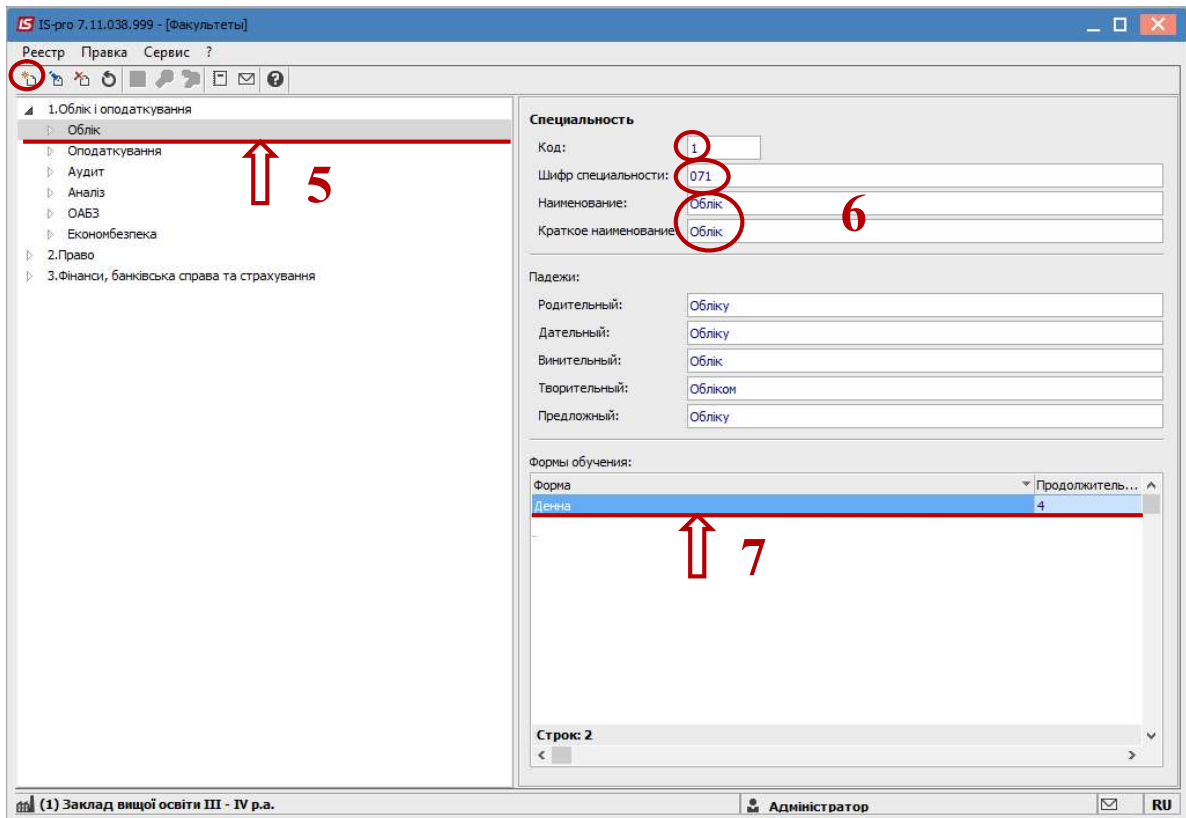 IS-pro 7.11.038.999 - [Факультеты]
Реестр Правка Сервис ?
1.Облік і оподаткування
Облік
Оподаткування
Аудит
Аналіз
ОАБЗ
Економбезпека
2.Право
3.Фінанси, банківська справа та страхування
5
Специальность
Код: 1
Шифр специальности: 071
Наименование: Облік
Краткое наименование Облік
6
Падежи:
Родительный: Обліку
Дательный: Обліку
Винительный: Облік
Творительный: Обліком
Предложный: Обліку
Формы обучения:
Форма Продолжитель...
Денна 4
7
Строк: 2
(1) Заклад вищої освіти III - IV р.а. Адміністратор RU